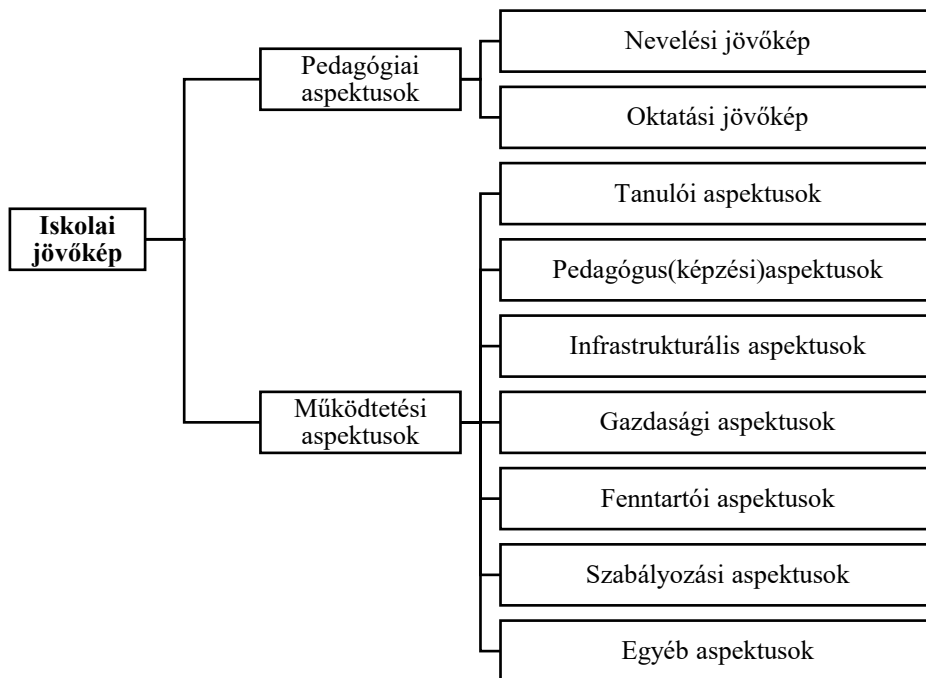 Iskolai
jövőkép
Pedagógiai
aspektusok
Nevelési jövőkép
Oktatási jövőkép
Működtetési
aspektusok
Tanulói aspektusok
Pedagógus(képzési)aspektusok
Infrastrukturális aspektusok
Gazdasági aspektusok
Fenntartói aspektusok
Szabályozási aspektusok
Egyéb aspektusok